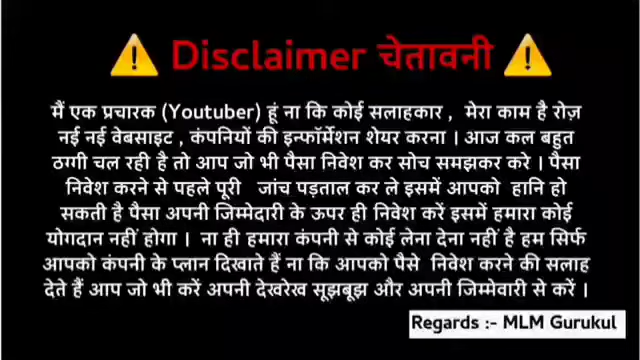 ⚠ Disclaimer चेतावनी ⚠
मैं एक प्रचारक (Youtuber) हूं ना कि कोई सलाहकार , मेरा काम है रोज़
नई नई वेबसाइट , कंपनियों की इन्फॉर्मेशन शेयर करना । आज कल बहुत
ठग्गी चल रही है तो आप जो भी पैसा निवेश कर सोच समझकर करे । पैसा
निवेश करने से पहले पूरी जांच पड़ताल कर ले इसमें आपको हानि हो
सकती है पैसा अपनी जिम्मेदारी के ऊपर ही निवेश करें इसमें हमारा कोई
योगदान नहीं होगा । ना ही हमारा कंपनी से कोई लेना देना नहीं है हम सिर्फ
आपको कंपनी के प्लान दिखाते हैं ना कि आपको पैसे निवेश करने की सलाह
देते हैं आप जो भी करें अपनी देखरेख सूझबूझ और अपनी जिम्मेवारी से करें ।
Regards :- MLM Gurukul